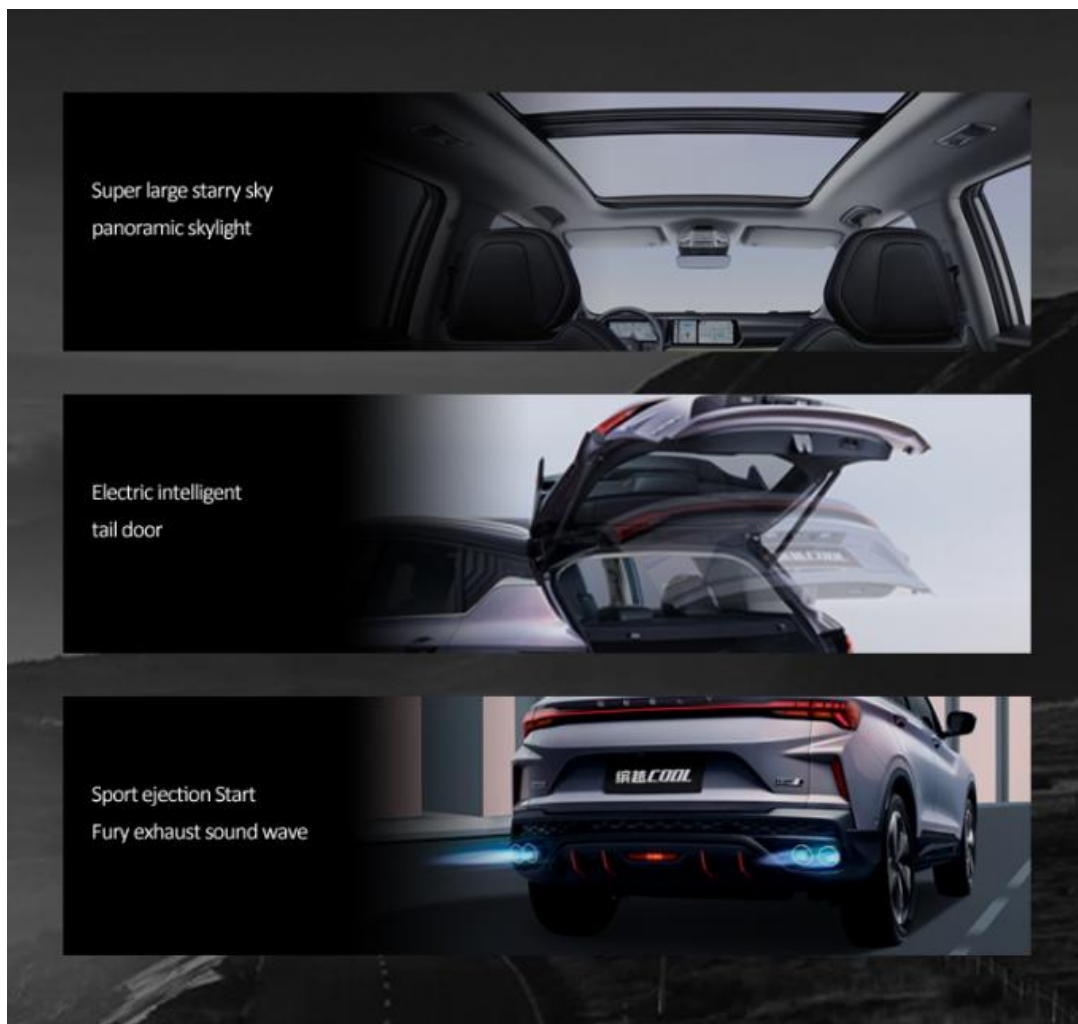 Super large starry sky
panoramic skylight
Electric intelligent
tail door
Sport ejection Start
Fury exhaust sound wave
缤越COOL